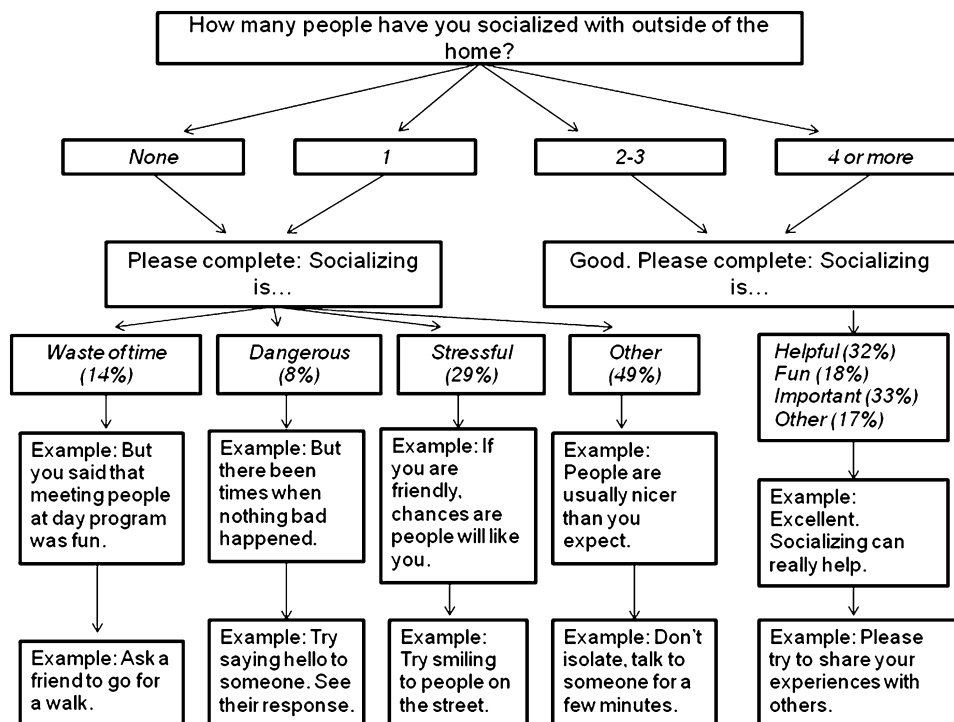 How many people have you socialized with outside of the
home?
None
1
2-3
4 or more
Please complete: Socializing
is…
Good. Please complete: Socializing
is…
Waste of time
(14%)
Dangerous
(8%)
Stressful
(29%)
Other
(49%)
Helpful (32%)
Fun (18%)
Important (33%)
Other (17%)
Example: But
you said that
meeting people
at day program
was fun.
Example: But
there been
times when
nothing bad
happened.
Example: If
you are
friendly,
chances are
people will like
you.
Example:
People are
usually nicer
than you
expect.
Example:
Excellent.
Socializing can
really help.
Example: Ask a
friend to go for
a walk.
Example: Try
saying hello to
someone. See
their response.
Example:
Try smiling
to people on
the street.
Example: Don't
isolate, talk to
someone for a
few minutes.
Example: Please
try to share your
experiences with
others.